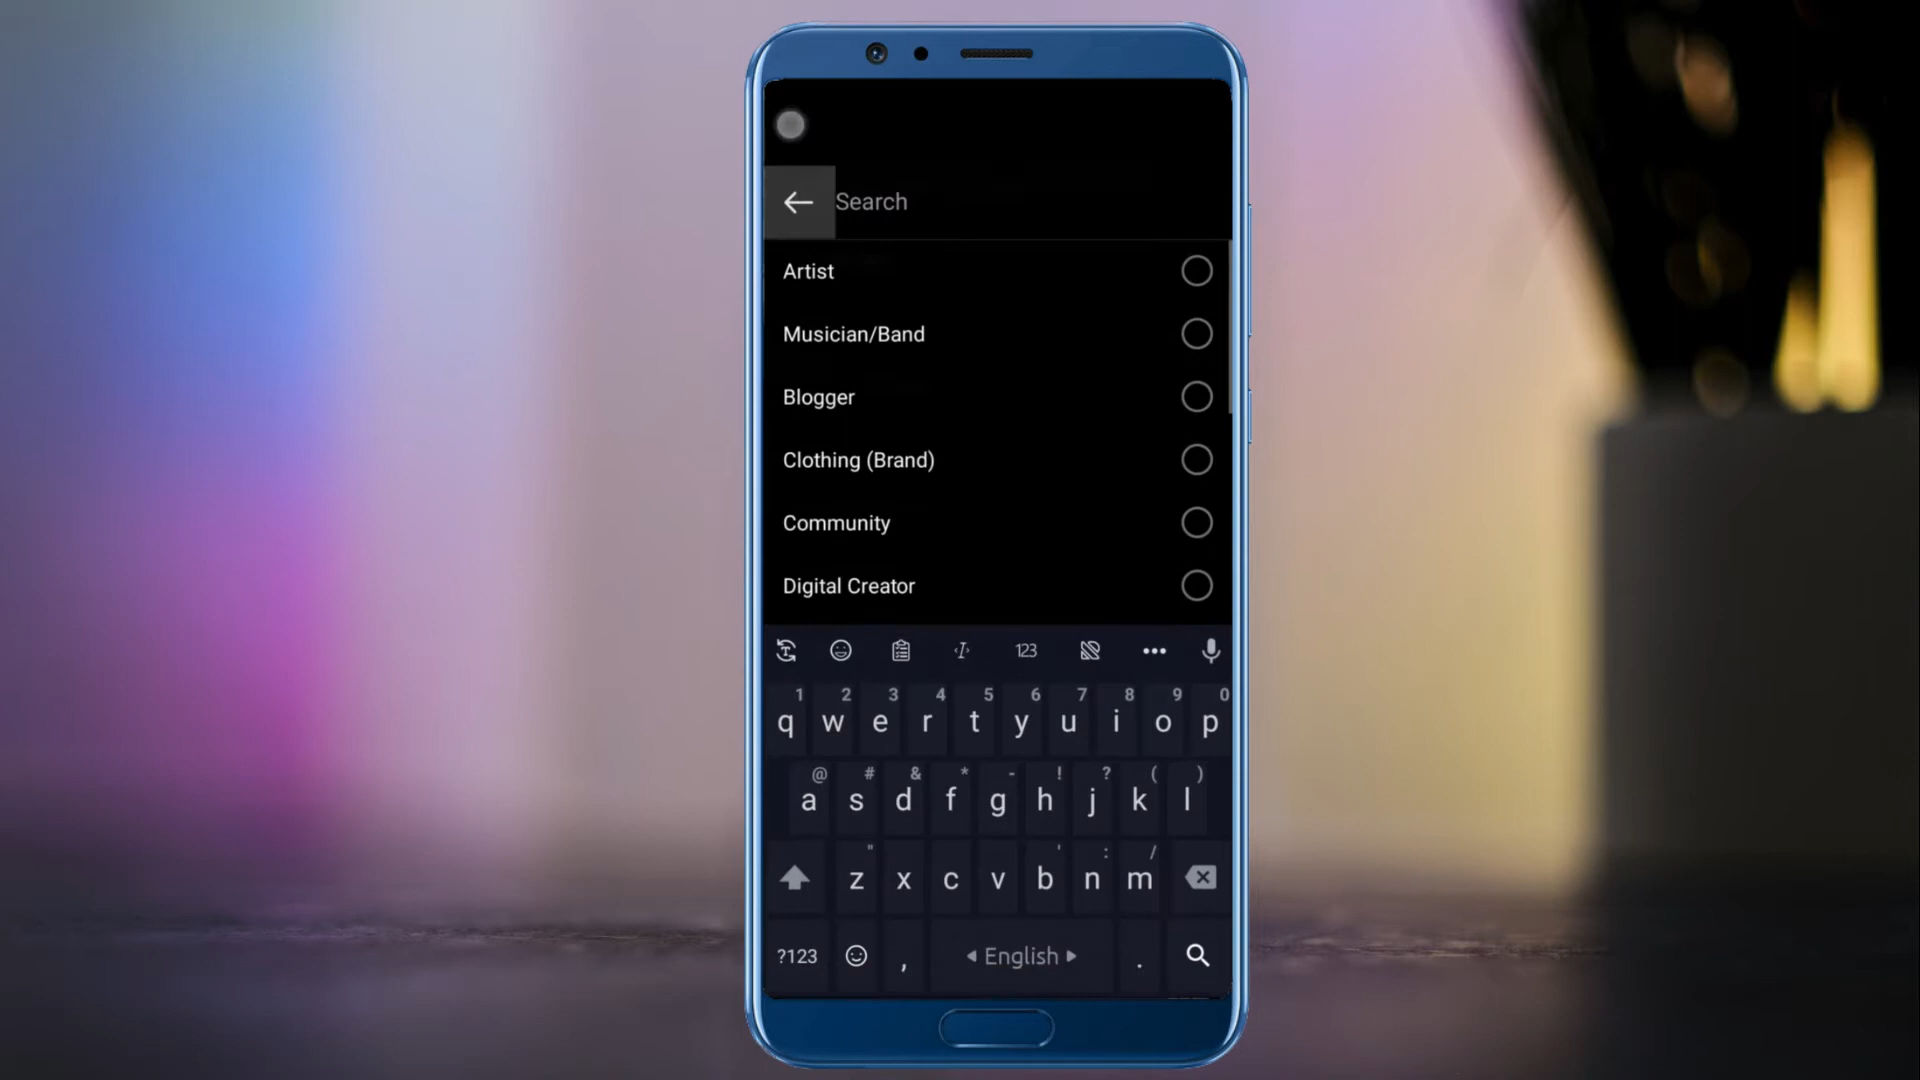 Search
Artist
Musician/Band
Blogger
Clothing (Brand)
Community
Digital Creator
123
1 2 3 4 5 6 7 8 9 0
q w e r t y u i o p
@ # & * - ! ? ( )
a s d f g h j k l
" ' : /
z x c v b n m
?123 , English .